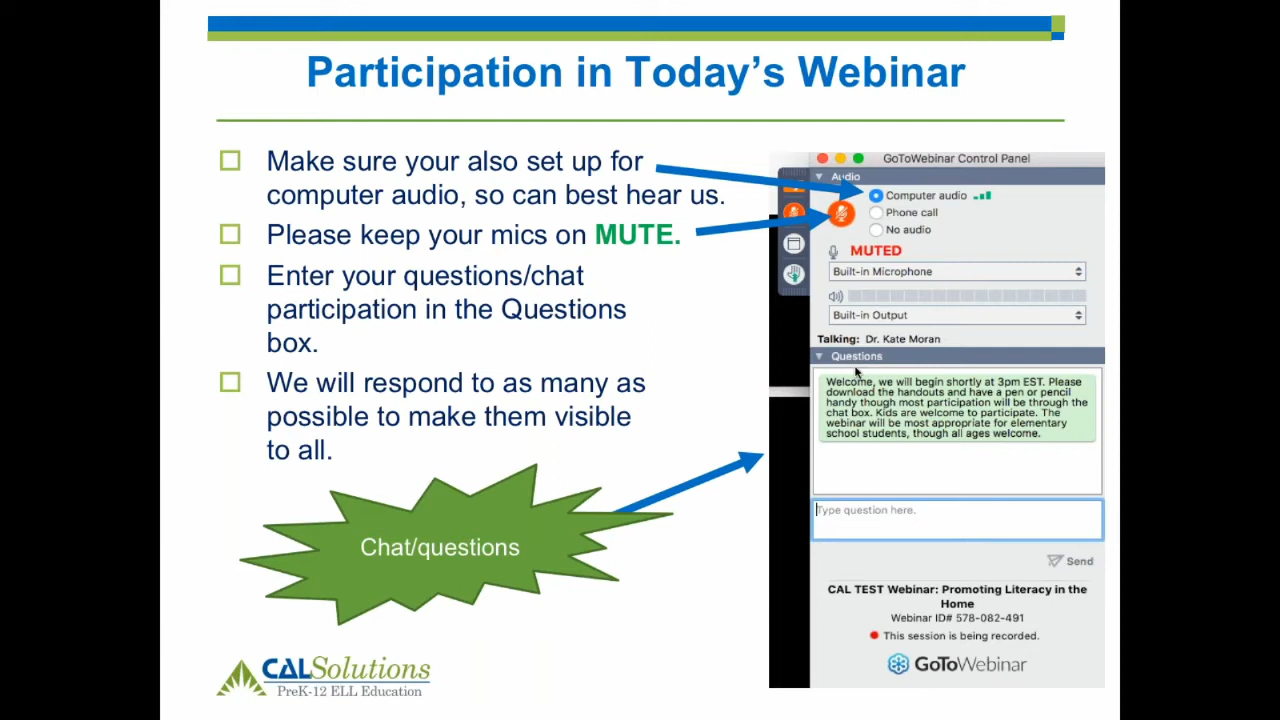 Participation in Today's Webinar
Make sure your also set up for
computer audio, so can best hear us.
Please keep your mics on MUTE.
Enter your questions/chat
participation in the Questions
box.
We will respond to as many as
possible to make them visible
to all.
Chat/questions
CALSolutions
PreK-12 ELL Education
GoToWebinar Control Panel
Audio
Computer audio
Phone call
No audio
MUTED
Built-in Microphone
Built-in Output
Talking: Dr. Kate Moran
Questions
Welcome, we will begin shortly at 3pm EST. Please
download the handouts and have a pen or pencil
handy though most participation will be through the
chat box. Kids are welcome to participate. The
webinar will be most appropriate for elementary
school students, though all ages welcome.
Type question here.
Send
CAL TEST Webinar: Promoting Literacy in the
Home
Webinar ID# 578-082-491
This session is being recorded.
GoToWebinar